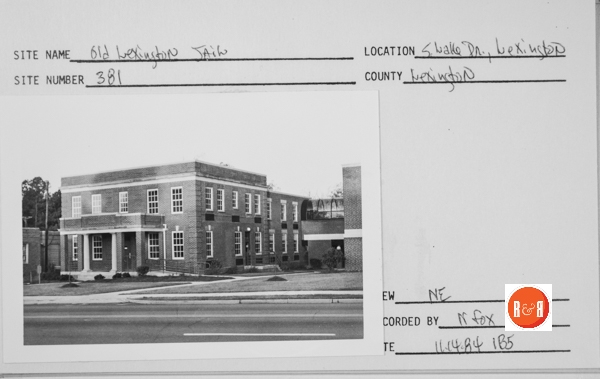 SITE NAME Old Lexington Jail LOCATION S. Lake Dr., Lexington
SITE NUMBER 381 COUNTY Lexington
EW NE
R&R
CORDED BY N Fox
TE 11.14.84 IB5